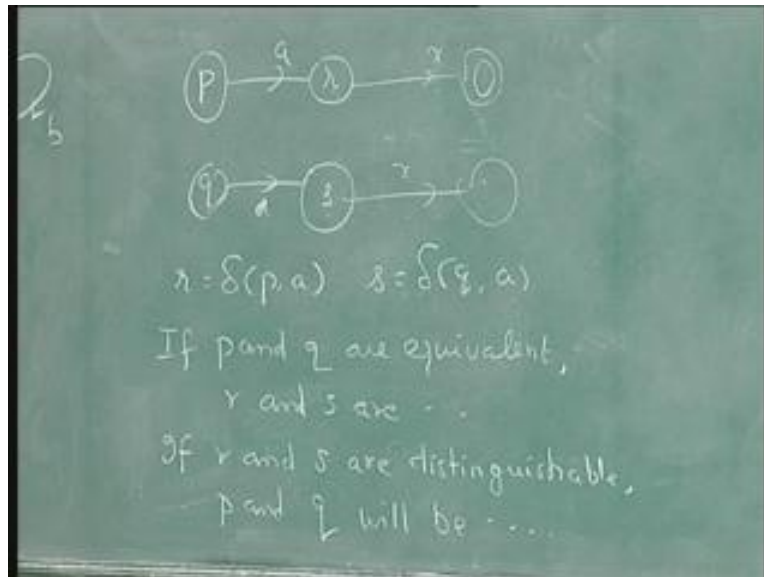 b
p a r x
q a s x
r = δ(p, a) s = δ(q, a)
If p and q are equivalent,
r and s are . .
If r and s are distinguishable,
p and q will be . . . . .